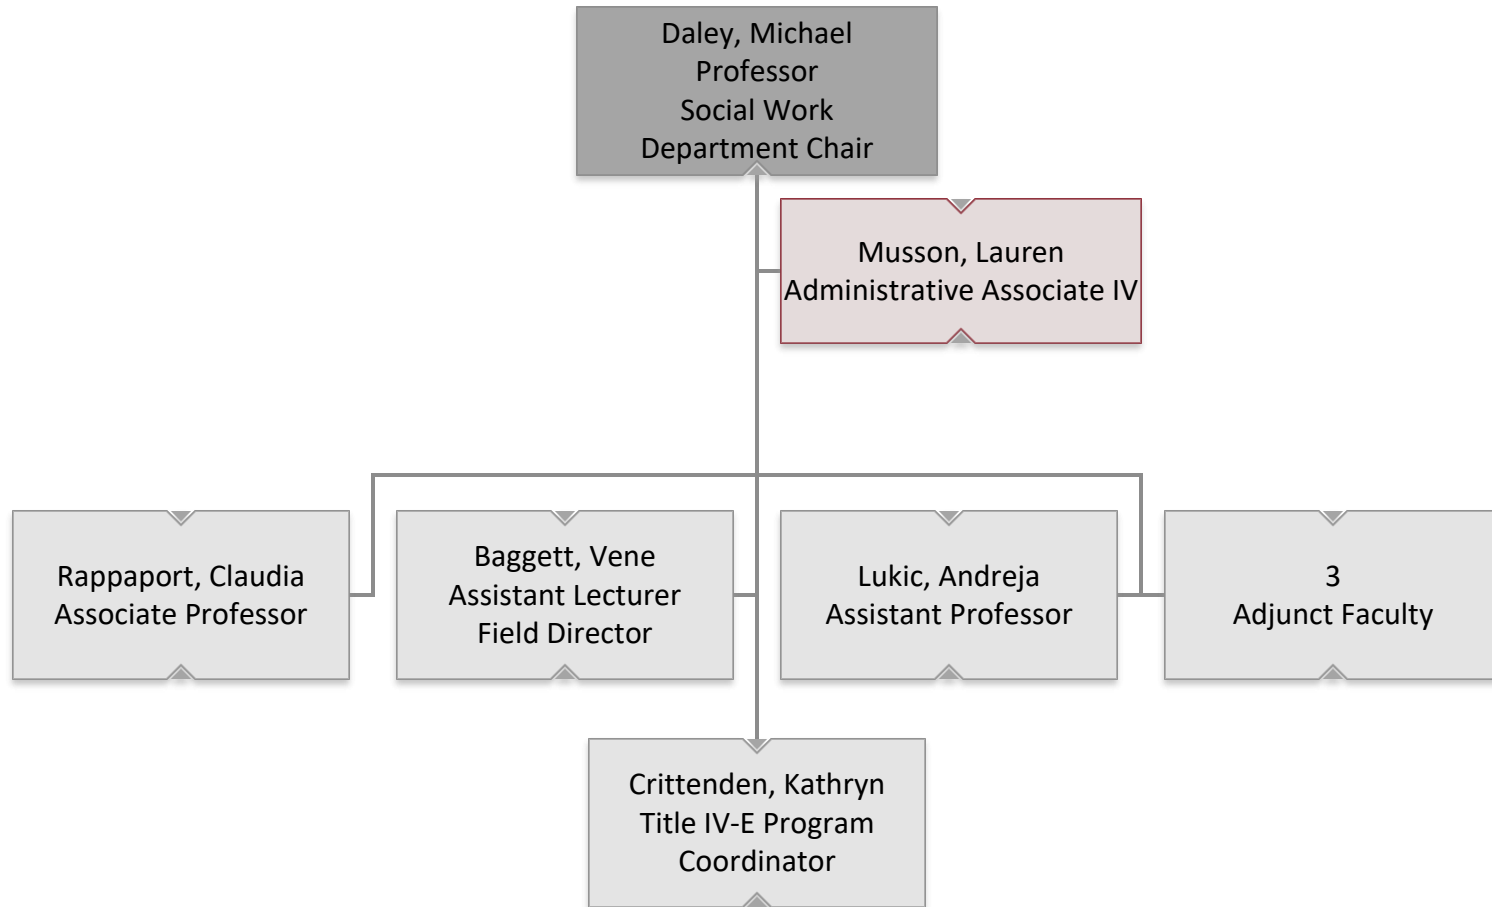 Daley, Michael
Professor
Social Work
Department Chair
Musson, Lauren
Administrative Associate IV
Rappaport, Claudia
Associate Professor
Baggett, Vene
Assistant Lecturer
Field Director
Lukic, Andreja
Assistant Professor
3
Adjunct Faculty
Crittenden, Kathryn
Title IV-E Program
Coordinator